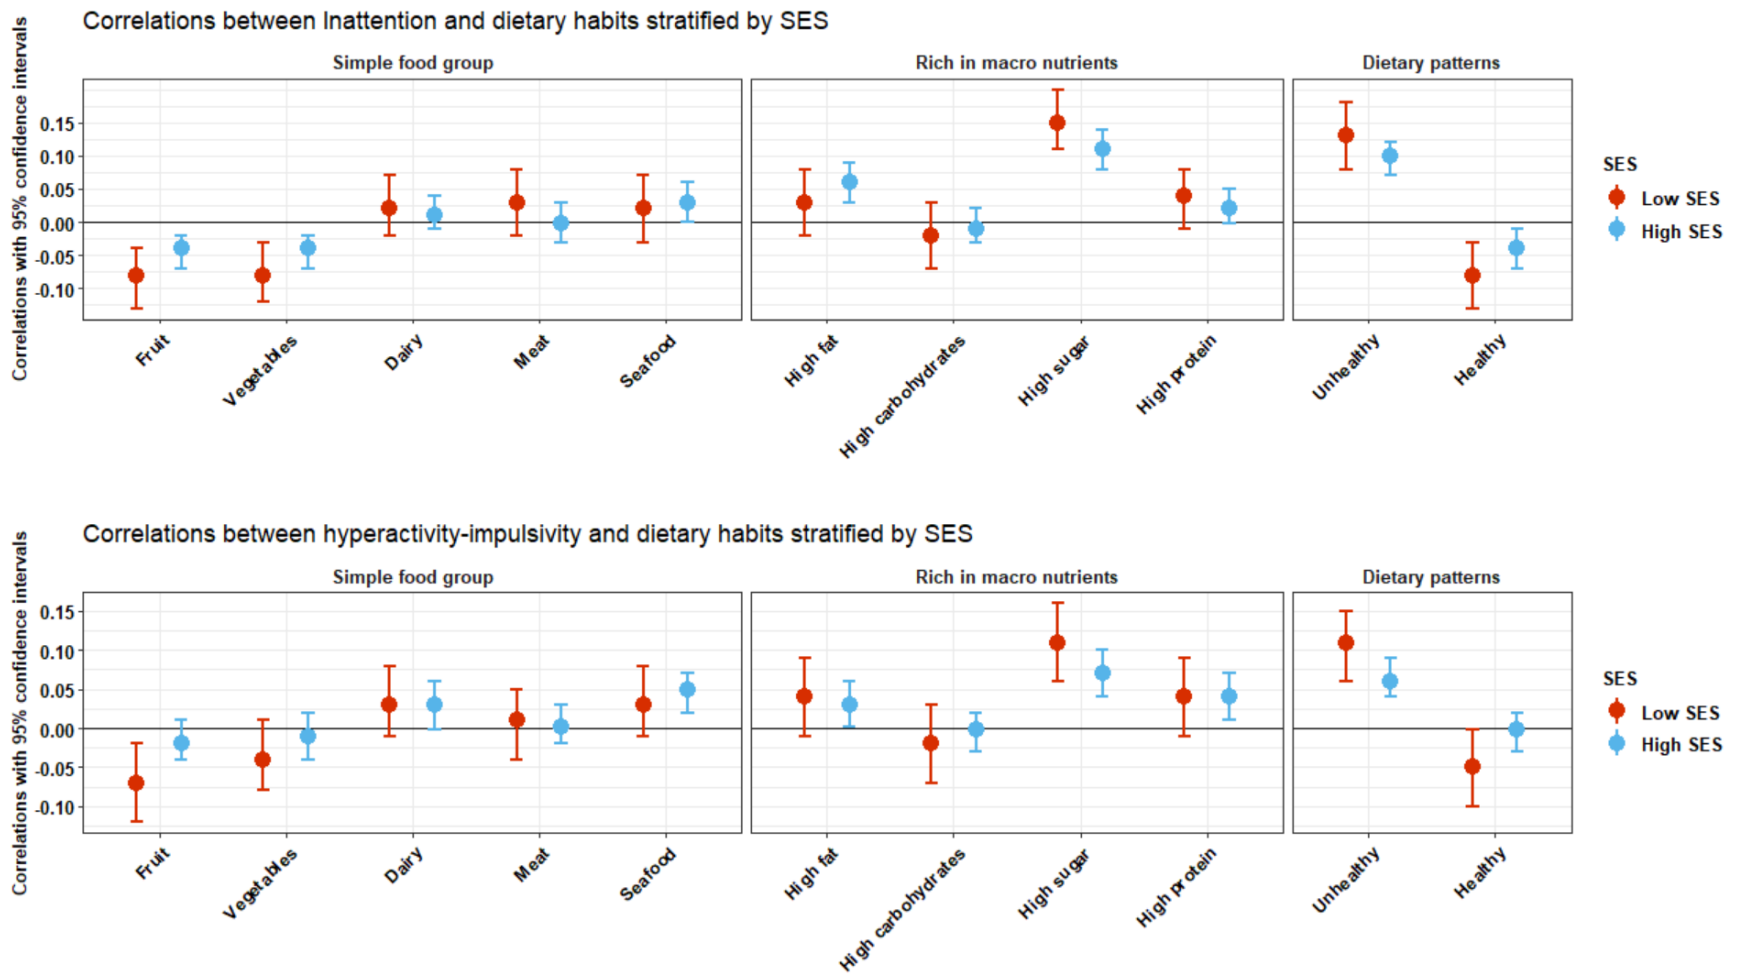 Correlations between Inattention and dietary habits stratified by SES
Correlations with 95% confidence intervals
Simple food group
Rich in macro nutrients
Dietary patterns
0.15
0.10
0.05
0.00
-0.05
-0.10
Fruit
Vegetables
Dairy
Meat
Seafood
High fat
High carbohydrates
High sugar
High protein
Unhealthy
Healthy
SES
Low SES
High SES
Correlations between hyperactivity-impulsivity and dietary habits stratified by SES
Correlations with 95% confidence intervals
Simple food group
Rich in macro nutrients
Dietary patterns
0.15
0.10
0.05
0.00
-0.05
-0.10
Fruit
Vegetables
Dairy
Meat
Seafood
High fat
High carbohydrates
High sugar
High protein
Unhealthy
Healthy
SES
Low SES
High SES